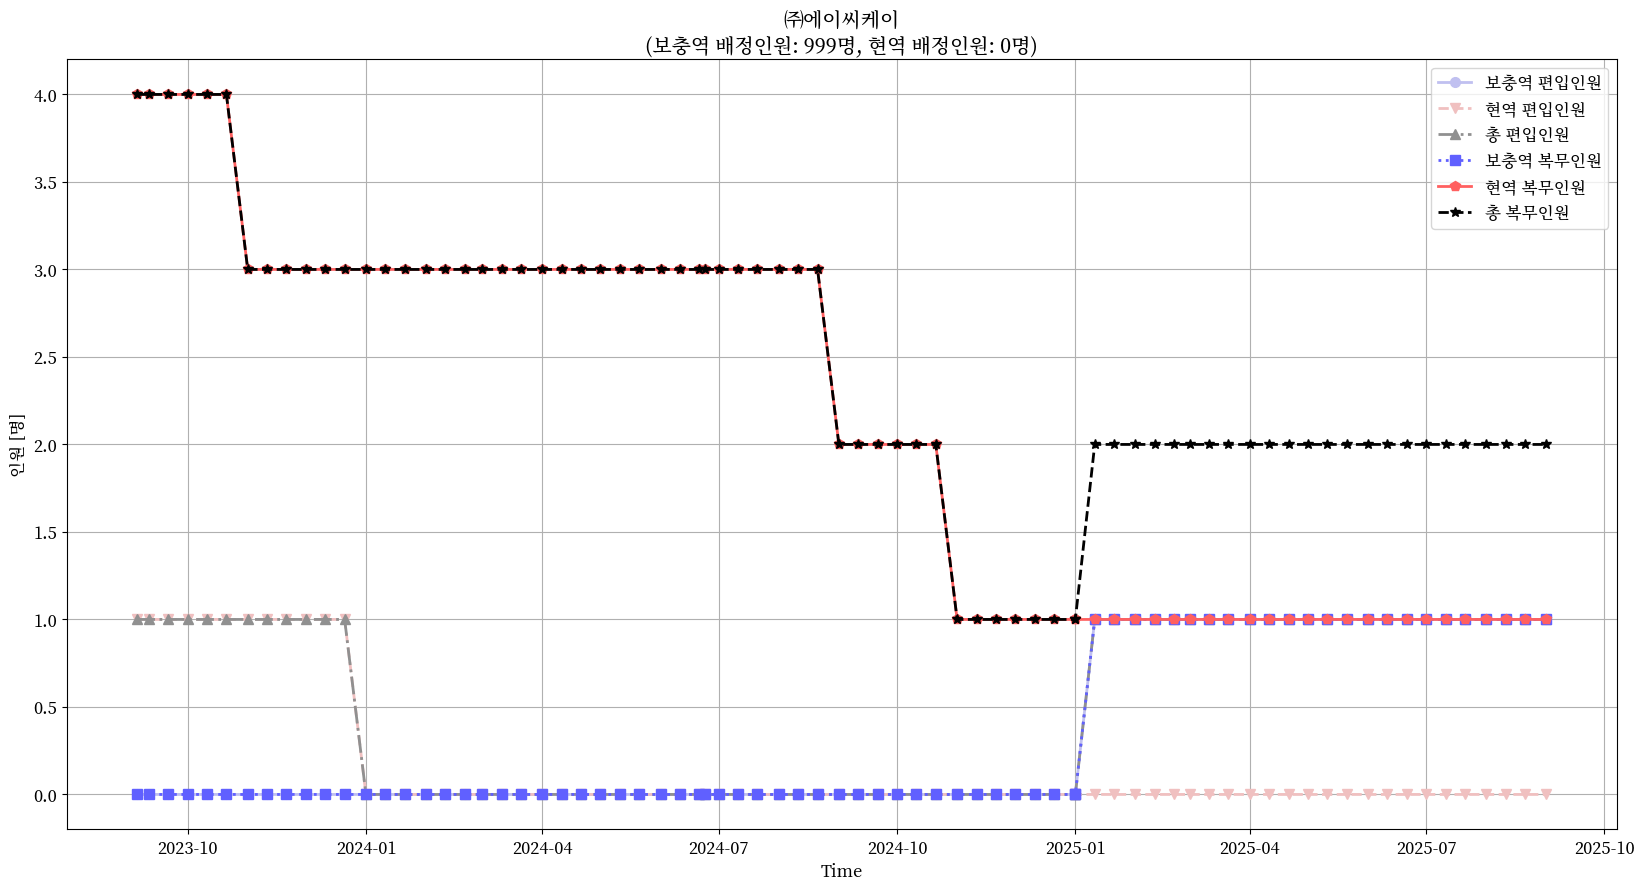 ㈜에이씨케이
(보충역 배정인원: 999명, 현역 배정인원: 0명)
보충역 편입인원
현역 편입인원
총 편입인원
보충역 복무인원
현역 복무인원
총 복무인원
인원 [명]
4.0
3.5
3.0
2.5
2.0
1.5
1.0
0.5
0.0
2023-10
2024-01
2024-04
2024-07
2024-10
2025-01
2025-04
2025-07
2025-10
Time